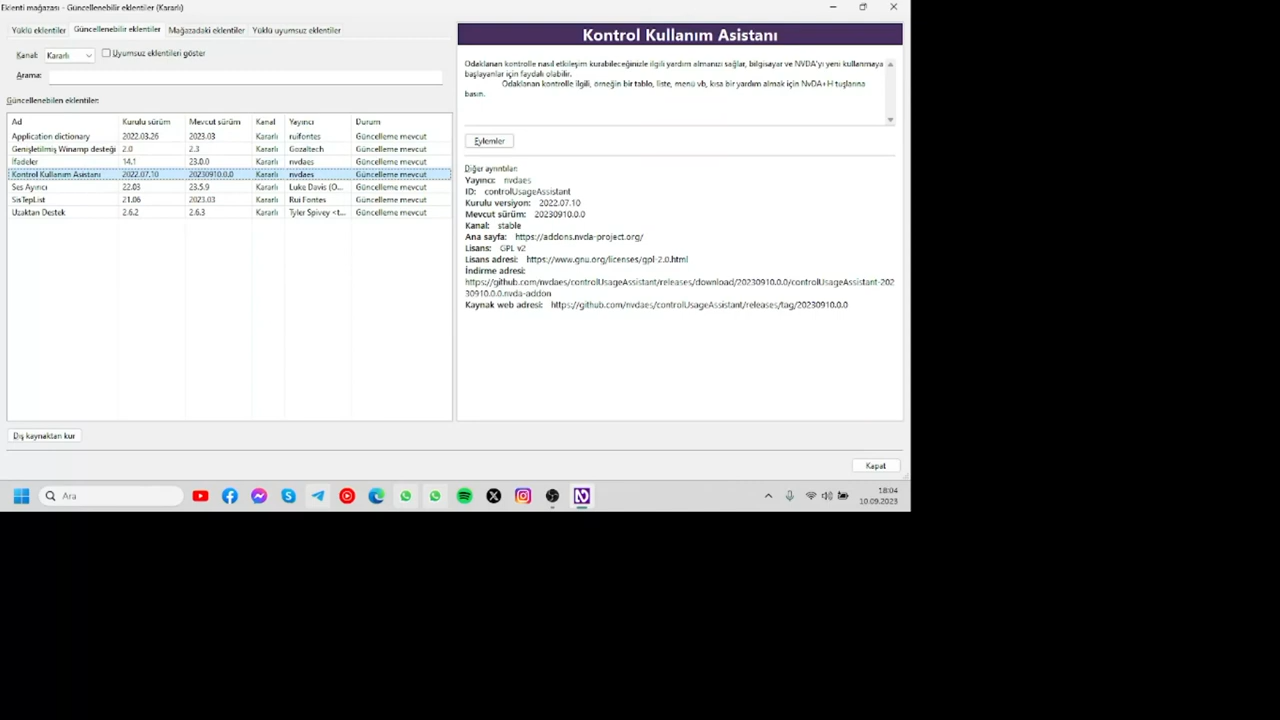 Eklenti mağazası - Güncellenebilir eklentiler (Kararlı)
Yüklü eklentiler Güncellenebilir eklentiler Mağazadaki eklentiler Yüklü uyumsuz eklentiler
Kanal: Kararlı Uyumsuz eklentileri göster
Arama:
Güncellenebilen eklentiler:
Ad Kurulu sürüm Mevcut sürüm Kanal Yayıncı Durum
Application dictionary 2022.03.26 2023.03 Kararlı ruifontes Güncelleme mevcut
Genişletilmiş Winamp desteği 2.0 2.3 Kararlı Gozaltech Güncelleme mevcut
İfadeler 14.1 23.0.0 Kararlı nvdaes Güncelleme mevcut
Kontrol Kullanım Asistanı 2022.07.10 20230910.0.0 Kararlı nvdaes Güncelleme mevcut
Ses Ayırıcı 22.03 23.5.9 Kararlı Luke Davis (O... Güncelleme mevcut
SisTepList 21.06 2023.03 Kararlı Rui Fontes Güncelleme mevcut
Uzaktan Destek 2.6.2 2.6.3 Kararlı Tyler Spivey <t... Güncelleme mevcut
Dış kaynaktan kur
Kontrol Kullanım Asistanı
Odaklanan kontrolle nasıl etkileşim kurabileceğinizle ilgili yardım almanızı sağlar, bilgisayar ve NVDA'yı yeni kullanmaya
başlayanlar için faydalı olabilir.
Odaklanan kontrolle ilgili, örneğin bir tablo, liste, menü vb, kısa bir yardım almak için NVDA+H tuşlarına
basın.
Eylemler
Diğer ayrıntılar:
Yayıncı: nvdaes
ID: controlUsageAssistant
Kurulu versiyon: 2022.07.10
Mevcut sürüm: 20230910.0.0
Kanal: stable
Ana sayfa: https://addons.nvda-project.org/
Lisans: GPL v2
Lisans adresi: https://www.gnu.org/licenses/gpl-2.0.html
İndirme adresi:
https://github.com/nvdaes/controlUsageAssistant/releases/download/20230910.0.0/controlUsageAssistant-202
30910.0.0.nvda-addon
Kaynak web adresi: https://github.com/nvdaes/controlUsageAssistant/releases/tag/20230910.0.0
Kapat
Ara
18:04
10.09.2023